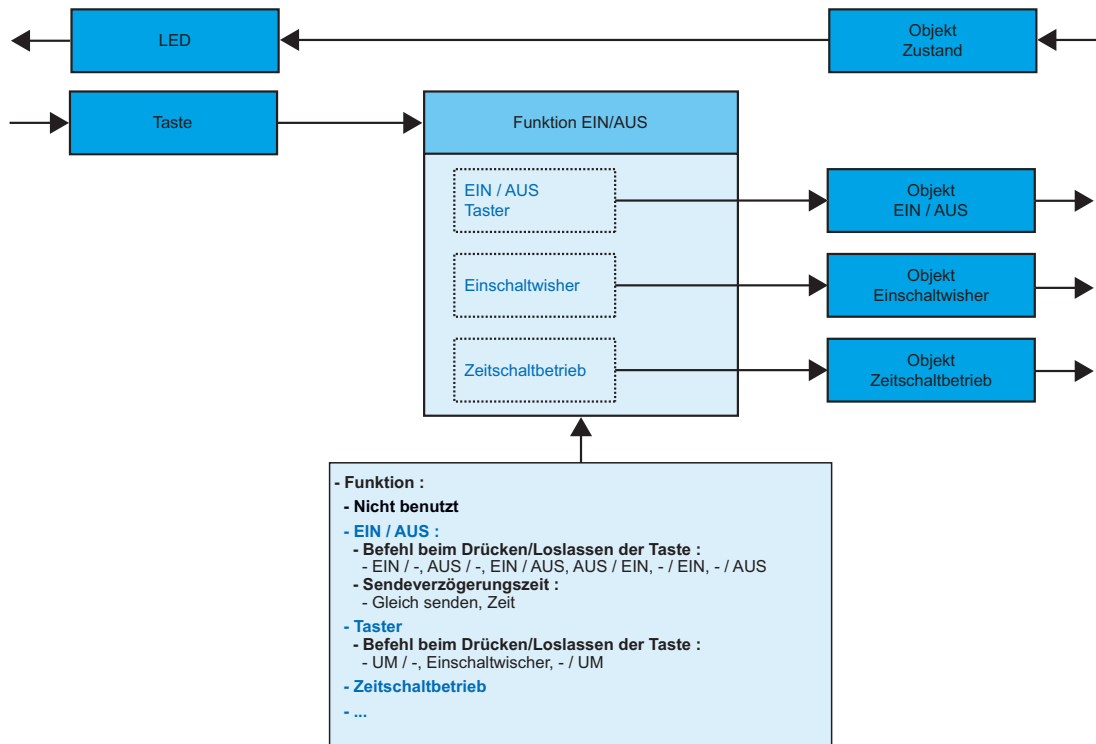 LED
Objekt
Zustand
Taste
Funktion EIN/AUS
EIN / AUS
Taster
Objekt
EIN / AUS
Einschaltwisher
Objekt
Einschaltwisher
Zeitschaltbetrieb
Objekt
Zeitschaltbetrieb
- Funktion :
- Nicht benutzt
- EIN / AUS :
- Befehl beim Drücken/Loslassen der Taste :
- EIN / -, AUS / -, EIN / AUS, AUS / EIN, - / EIN, - / AUS
- Sendeverzögerungszeit :
- Gleich senden, Zeit
- Taster
- Befehl beim Drücken/Loslassen der Taste :
- UM / -, Einschaltwischer, - / UM
- Zeitschaltbetrieb
- ...